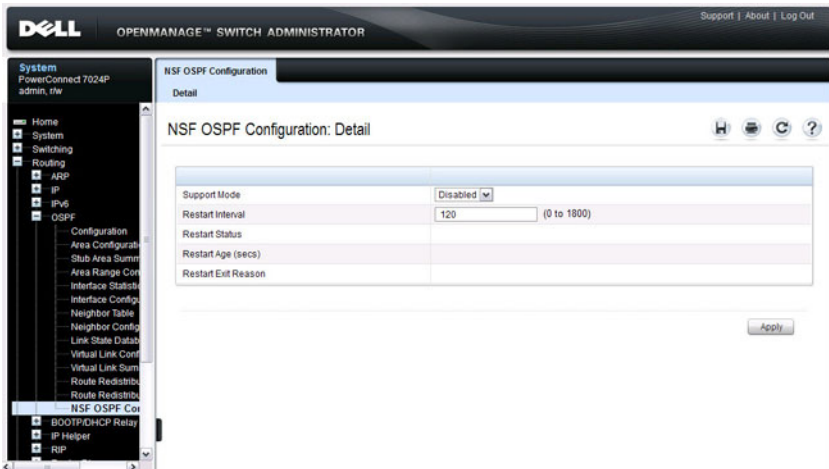 Support | About | Log Out
DELL OPENMANAGE™ SWITCH ADMINISTRATOR
System
PowerConnect 7024P
admin, r/w
NSF OSPF Configuration
Detail
Home
System
Switching
Routing
ARP
IP
IPv6
OSPF
Configuration
Area Configurati
Stub Area Summ
Area Range Con
Interface Statistic
Interface Configu
Neighbor Table
Neighbor Config
Link State Datab
Virtual Link Conf
Virtual Link Sum
Route Redistribu
Route Redistribu
NSF OSPF Co
BOOTP/DHCP Relay
IP Helper
RIP
NSF OSPF Configuration: Detail
Support Mode Disabled
Restart Interval 120 (0 to 1800)
Restart Status
Restart Age (secs)
Restart Exit Reason
Apply